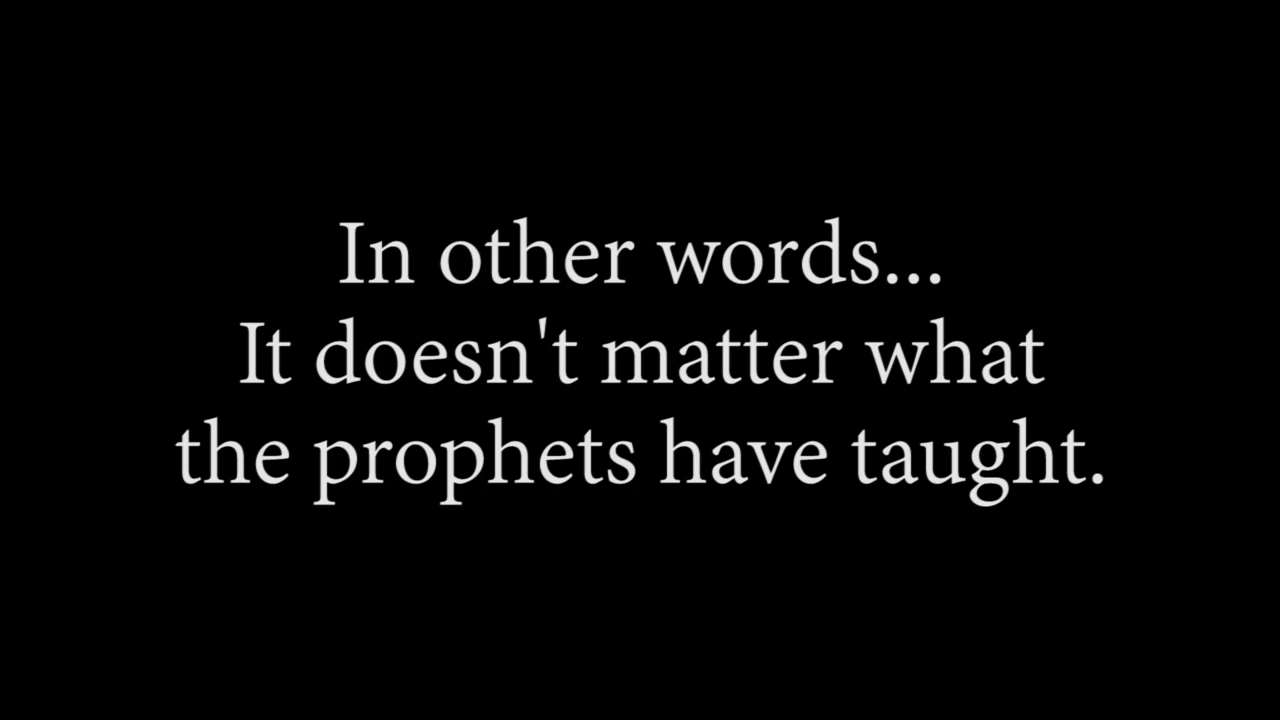 In other words...
It doesn't matter what
the prophets have taught.